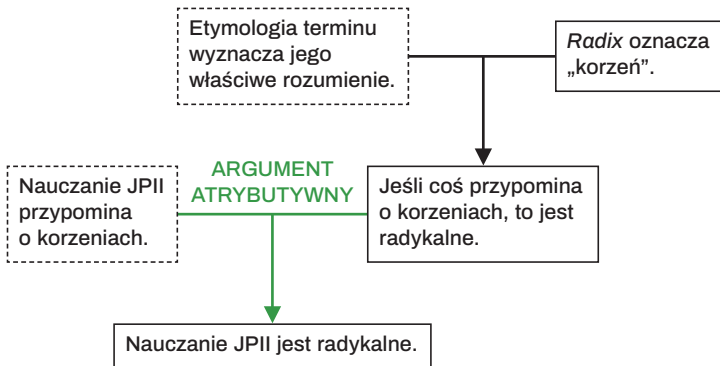 Etymologia terminu
wyznacza jego
właściwe rozumienie.
Radix oznacza
„korzeń”.
ARGUMENT
ATRYBUTYWNY
Nauczanie JPII
przypomina
o korzeniach.
Jeśli coś przypomina
o korzeniach, to jest
radykalne.
Nauczanie JPII jest radykalne.